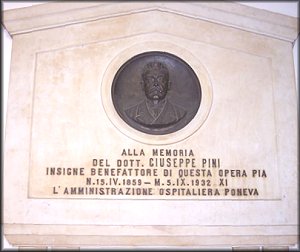 ALLA MEMORIA
DEL DOTT. GIUSEPPE PINI
INSIGNE BENEFATTORE DI QUESTA OPERA PIA
N.15.IV.1859 – M.5.IX.1932 XI
L'AMMINISTRAZIONE OSPITALIERA PONEVA